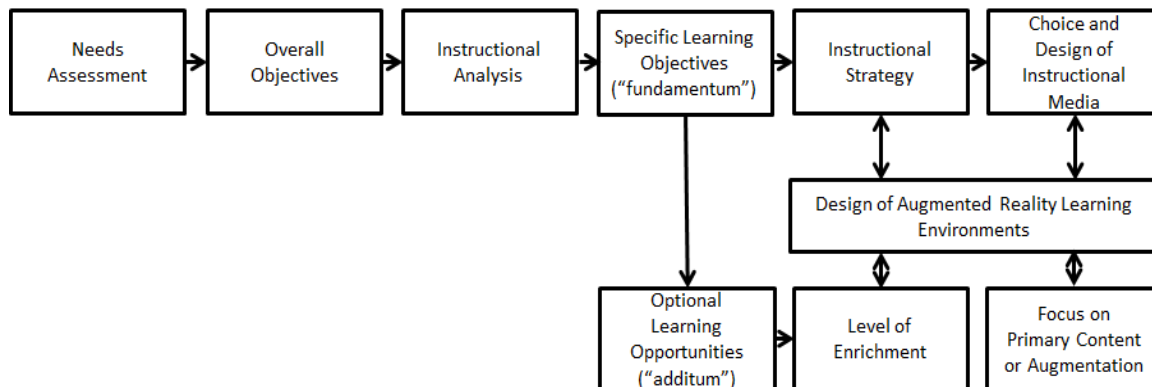 Needs
Assessment
Overall
Objectives
Instructional
Analysis
Specific Learning
Objectives
(“fundamentum”)
Instructional
Strategy
Choice and
Design of
Instructional
Media
Design of Augmented Reality Learning
Environments
Optional
Learning
Opportunities
(“additum”)
Level of
Enrichment
Focus on
Primary Content
or Augmentation